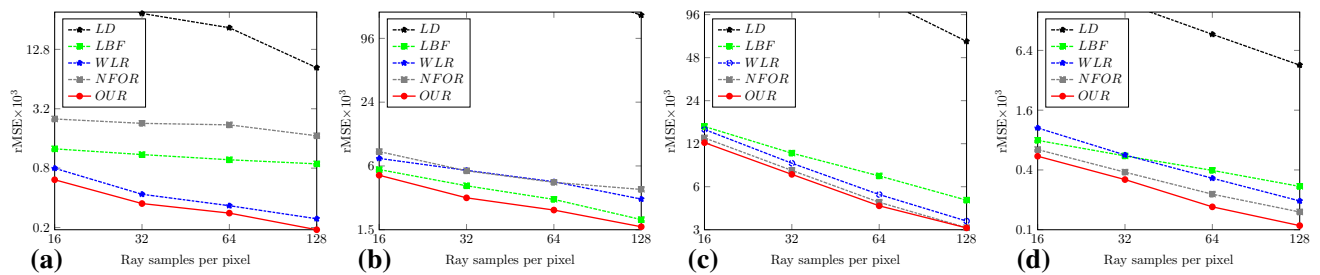 12.8
3.2
0.8
0.2
rMSE×10³
LD
LBF
WLR
NFOR
OUR
16 32 64 128
Ray samples per pixel
(a)
96
24
6
1.5
rMSE×10³
LD
LBF
WLR
NFOR
OUR
16 32 64 128
Ray samples per pixel
(b)
96
48
24
12
6
3
rMSE×10³
LD
LBF
WLR
NFOR
OUR
16 32 64 128
Ray samples per pixel
(c)
6.4
1.6
0.4
0.1
rMSE×10³
LD
LBF
WLR
NFOR
OUR
16 32 64 128
Ray samples per pixel
(d)